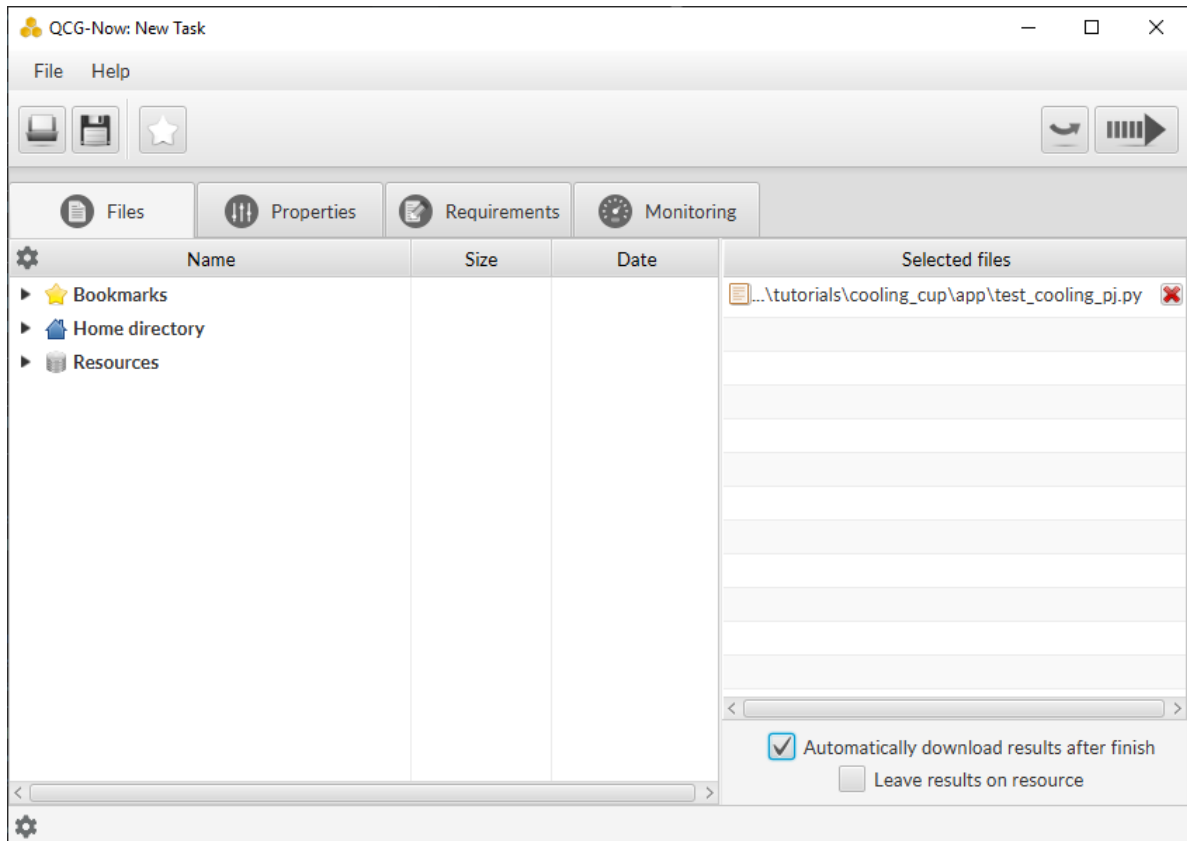 QCG-Now: New Task
File Help
Files Properties Requirements Monitoring
Name Size Date Selected files
Bookmarks ...\tutorials\cooling_cup\app\test_cooling_pj.py
Home directory
Resources
Automatically download results after finish
Leave results on resource